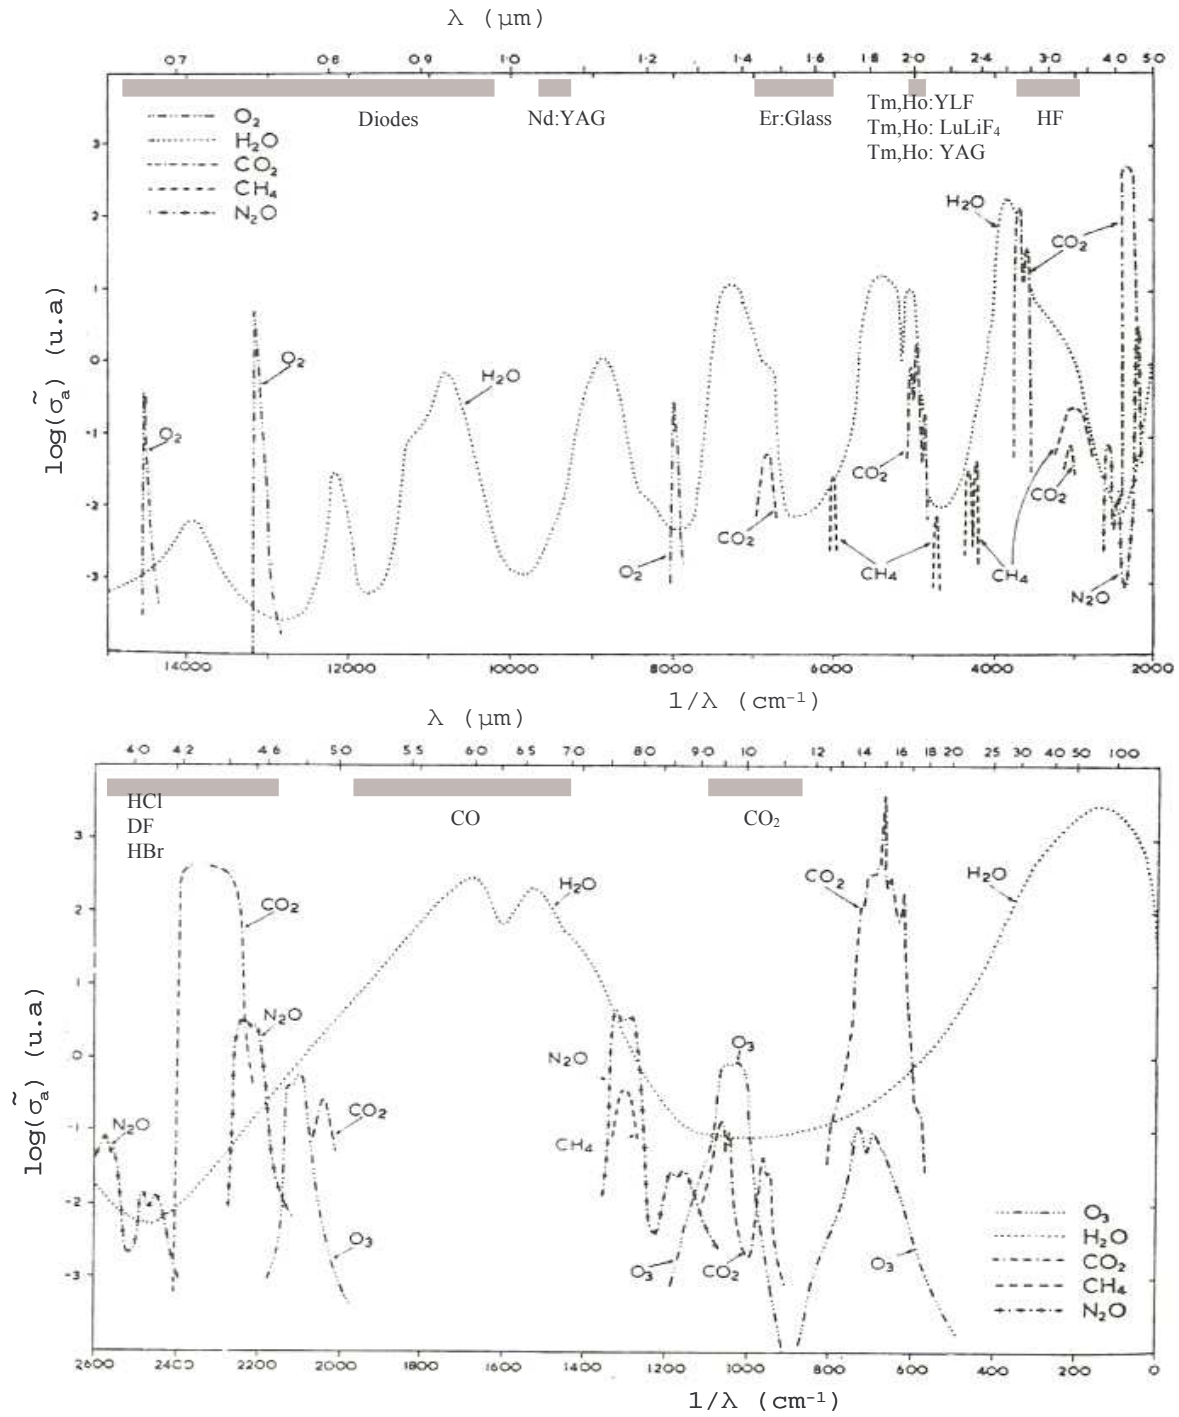 λ (μm)
0.7 0.8 0.9 1.0 1.2 1.4 1.6 1.8 2.0 2.4 3.0 4.0 5.0
Diodes Nd:YAG Er:Glass Tm,Ho:YLF HF
Tm,Ho: LuLiF₄
Tm,Ho: YAG
O₂
H₂O
CO₂
CH₄
N₂O
3
2
1
0
-1
-2
-3
log(σ̃ₐ) (u.a)
O₂
O₂
H₂O
O₂
CO₂
CH₄
CO₂
H₂O
CO₂
CO₂
CH₄
N₂O
14000 12000 10000 8000 6000 4000 2000
1/λ (cm⁻¹)
λ (μm)
4.0 4.2 4.6 5.0 5.5 6.0 6.5 7.0 8.0 9.0 10 12 14 16 18 20 25 30 40 50 100
HCl
DF
HBr
CO CO₂
3
2
1
0
-1
-2
-3
log(σ̃ₐ) (u.a)
N₂O
CO₂
N₂O
CO₂
O₃
H₂O
N₂O
CH₄
O₃
O₃
CO₂
CO₂
H₂O
O₃
O₃
H₂O
CO₂
CH₄
N₂O
2600 2400 2200 2000 1600 1400 1200 1000 800 600 400 200 0
1/λ (cm⁻¹)